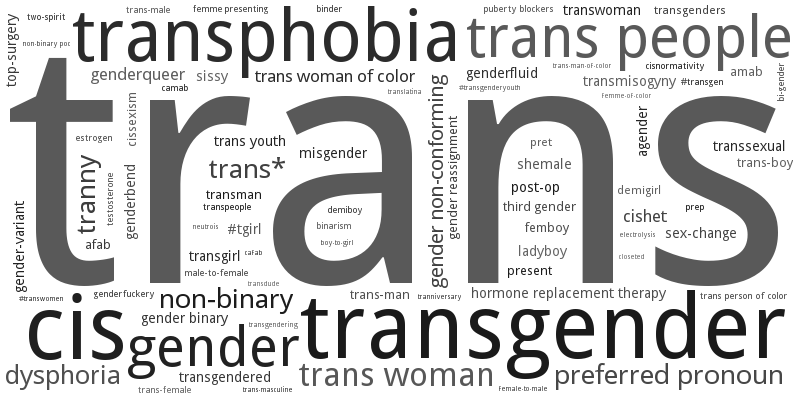 two-spirit
trans-male
femme presenting
binder
puberty blockers
transwoman
transgenders
top-surgery
non-binary poc
transphobia
trans people
genderqueer
sissy
trans woman of color
genderfluid
trans-man-of-color
cisnormativity
transmisogyny
#transgen
amab
bi-gender
camab
translatina
#transgenderyouth
Femme-of-color
trans
estrogen
cissexism
trans youth
misgender
gender non-conforming
gender reassignment
pret
agender
transsexual
trans-boy
tranny
testosterone
genderbend
trans*
transman
transpeople
shemale
post-op
third gender
demigirl
prep
cishet
gender-variant
afab
neutrois
#tgirl
demiboy
binarism
boy-to-girl
femboy
electrolysis
sex-change
transgirl
cafab
ladyboy
closeted
male-to-female
present
transdude
#transwomen
genderfuckery
non-binary
trans-man
tranniversary
hormone replacement therapy
trans person of color
cis
gender binary
gender
transgendering
transgender
dysphoria
transgendered
trans woman
preferred pronoun
trans-female
trans-masculine
Female-to-male